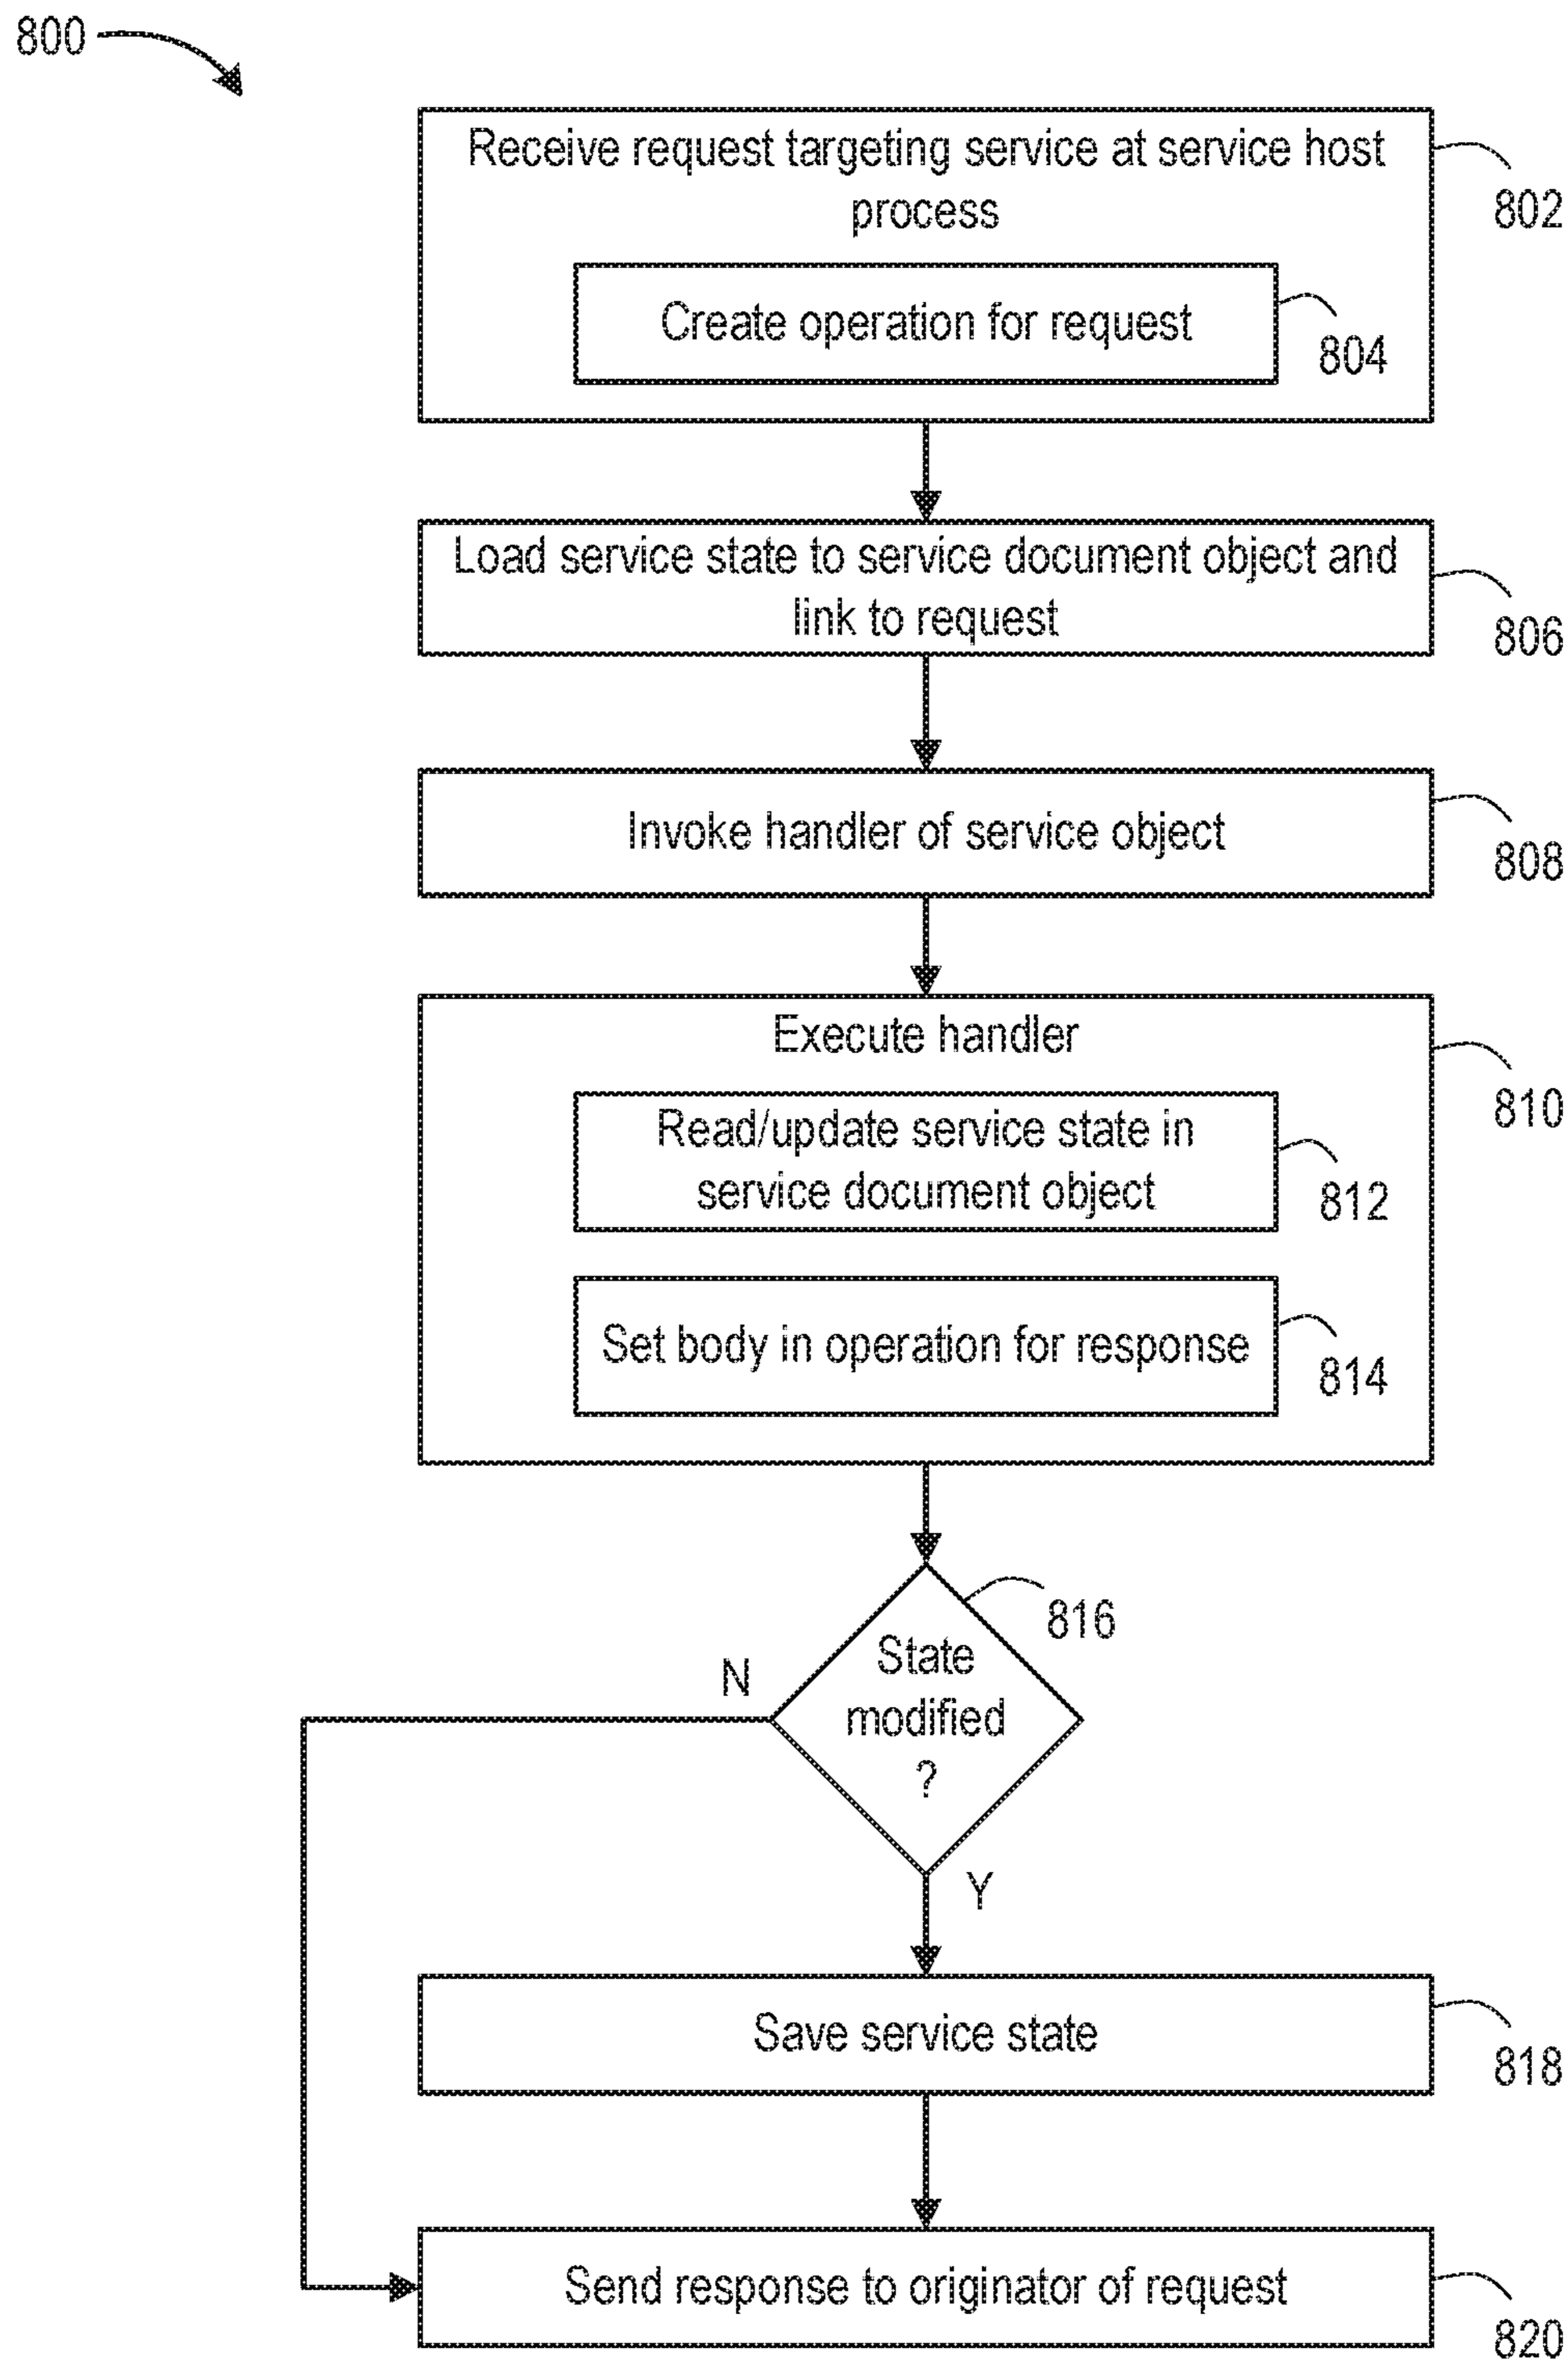 800
Receive request targeting service at service host
process
802
Create operation for request
804
Load service state to service document object and
link to request
806
Invoke handler of service object
808
Execute handler
810
Read/update service state in
service document object
812
Set body in operation for response
814
816
State
modified
?
N
Y
Save service state
818
Send response to originator of request
820